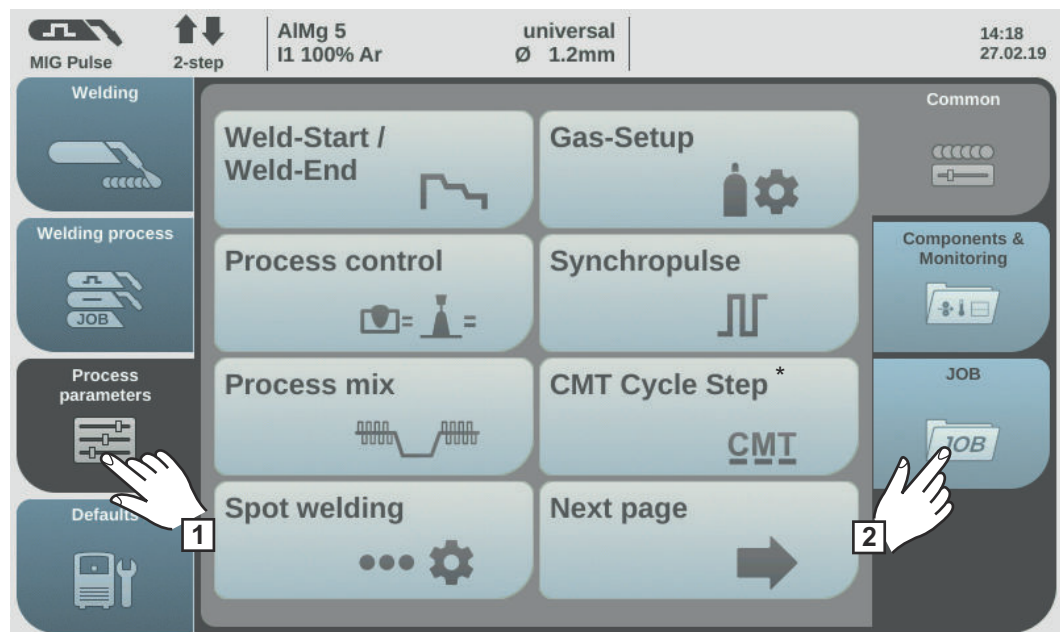 MIG Pulse
2-step
AlMg 5
I1 100% Ar
universal
Ø 1.2mm
14:18
27.02.19
Welding
Welding process
JOB
Process
parameters
Defaults
Weld-Start /
Weld-End
Gas-Setup
Process control
= =
Synchropulse
Process mix
CMT Cycle Step *
CMT
Spot welding
Next page
Common
Components &
Monitoring
JOB
JOB
1
2